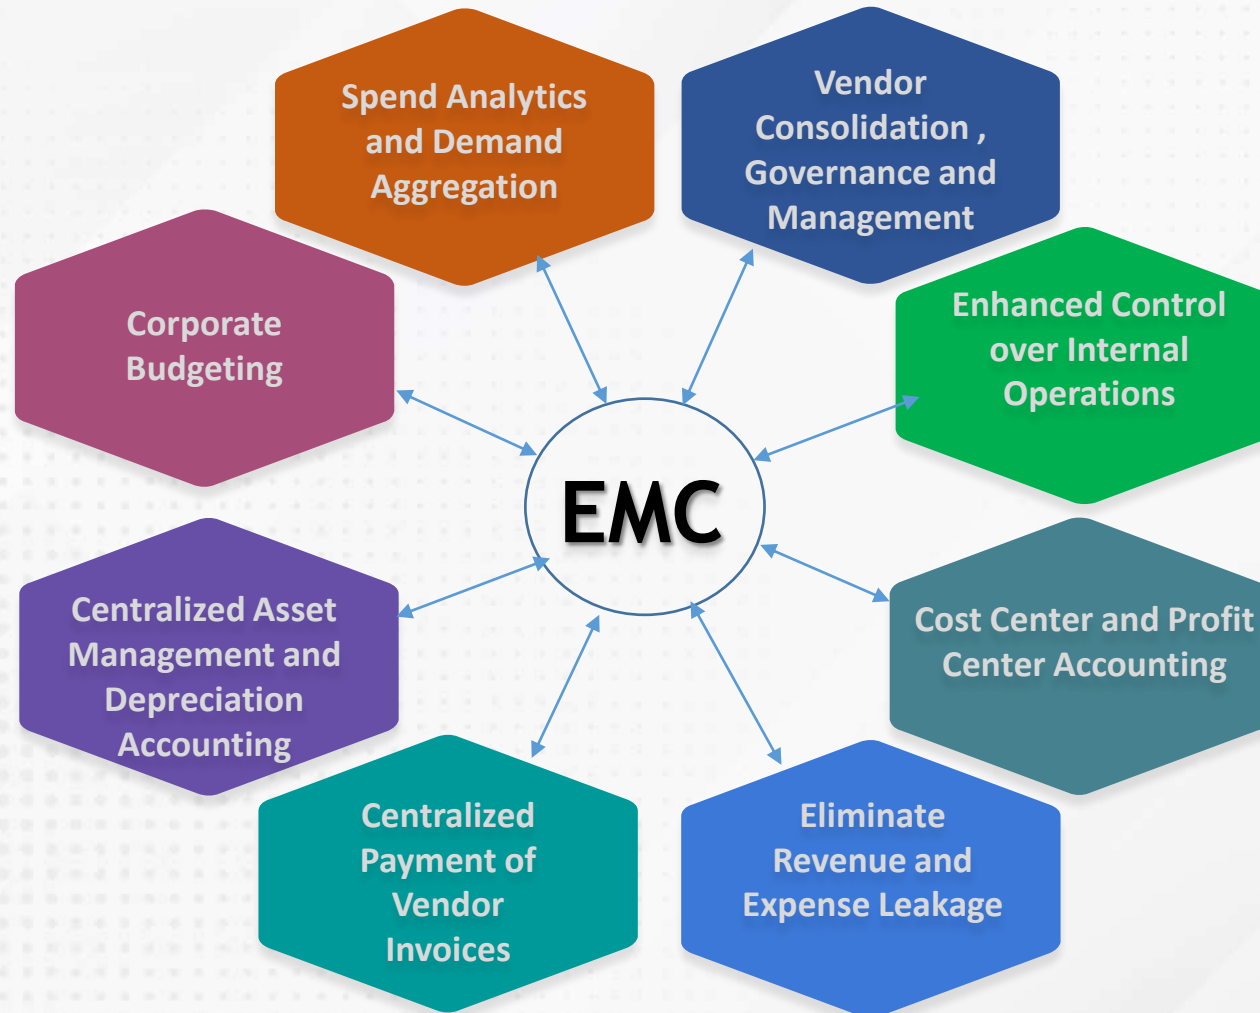 Spend Analytics
and Demand
Aggregation
Vendor
Consolidation ,
Governance and
Management
Corporate
Budgeting
Enhanced Control
over Internal
Operations
EMC
Centralized Asset
Management and
Depreciation
Accounting
Cost Center and Profit
Center Accounting
Centralized
Payment of
Vendor
Invoices
Eliminate
Revenue and
Expense Leakage